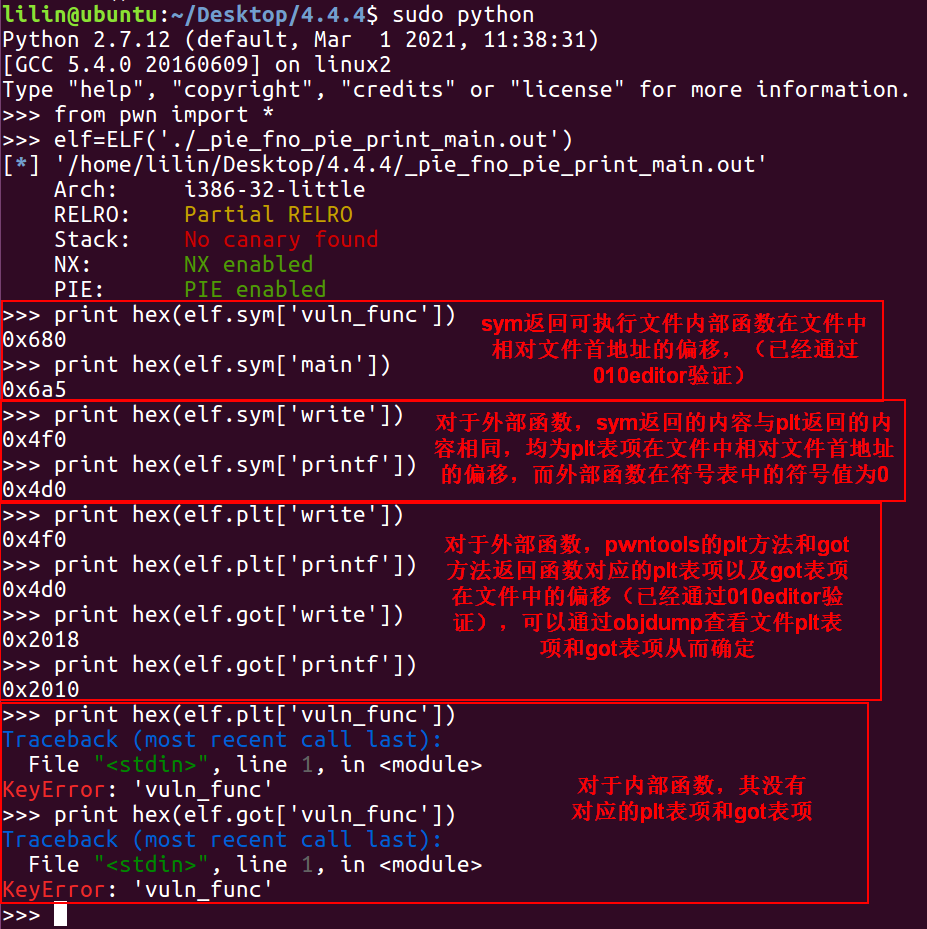 lilin@ubuntu:~/Desktop/4.4.4$ sudo python
Python 2.7.12 (default, Mar  1 2021, 11:38:31)
[GCC 5.4.0 20160609] on linux2
Type "help", "copyright", "credits" or "license" for more information.
>>> from pwn import *
>>> elf=ELF('./_pie_fno_pie_print_main.out')
[*] '/home/lilin/Desktop/4.4.4/_pie_fno_pie_print_main.out'
    Arch:     i386-32-little
    RELRO:    Partial RELRO
    Stack:    No canary found
    NX:       NX enabled
    PIE:      PIE enabled
>>> print hex(elf.sym['vuln_func'])
0x680
>>> print hex(elf.sym['main'])
0x6a5
sym返回可执行文件内部函数在文件中
相对文件首地址的偏移，（已经通过
010editor验证）
>>> print hex(elf.sym['write'])
0x4f0
>>> print hex(elf.sym['printf'])
0x4d0
对于外部函数，sym返回的内容与plt返回的内
容相同，均为plt表项在文件中相对文件首地址
的偏移，而外部函数在符号表中的符号值为0
>>> print hex(elf.plt['write'])
0x4f0
>>> print hex(elf.plt['printf'])
0x4d0
>>> print hex(elf.got['write'])
0x2018
>>> print hex(elf.got['printf'])
0x2010
对于外部函数，pwntools的plt方法和got
方法返回函数对应的plt表项以及got表项
在文件中的偏移（已经通过010editor验
证），可以通过objdump查看文件plt表
项和got表项从而确定
>>> print hex(elf.plt['vuln_func'])
Traceback (most recent call last):
  File "<stdin>", line 1, in <module>
KeyError: 'vuln_func'
>>> print hex(elf.got['vuln_func'])
Traceback (most recent call last):
  File "<stdin>", line 1, in <module>
KeyError: 'vuln_func'
对于内部函数，其没有
对应的plt表项和got表项
>>>